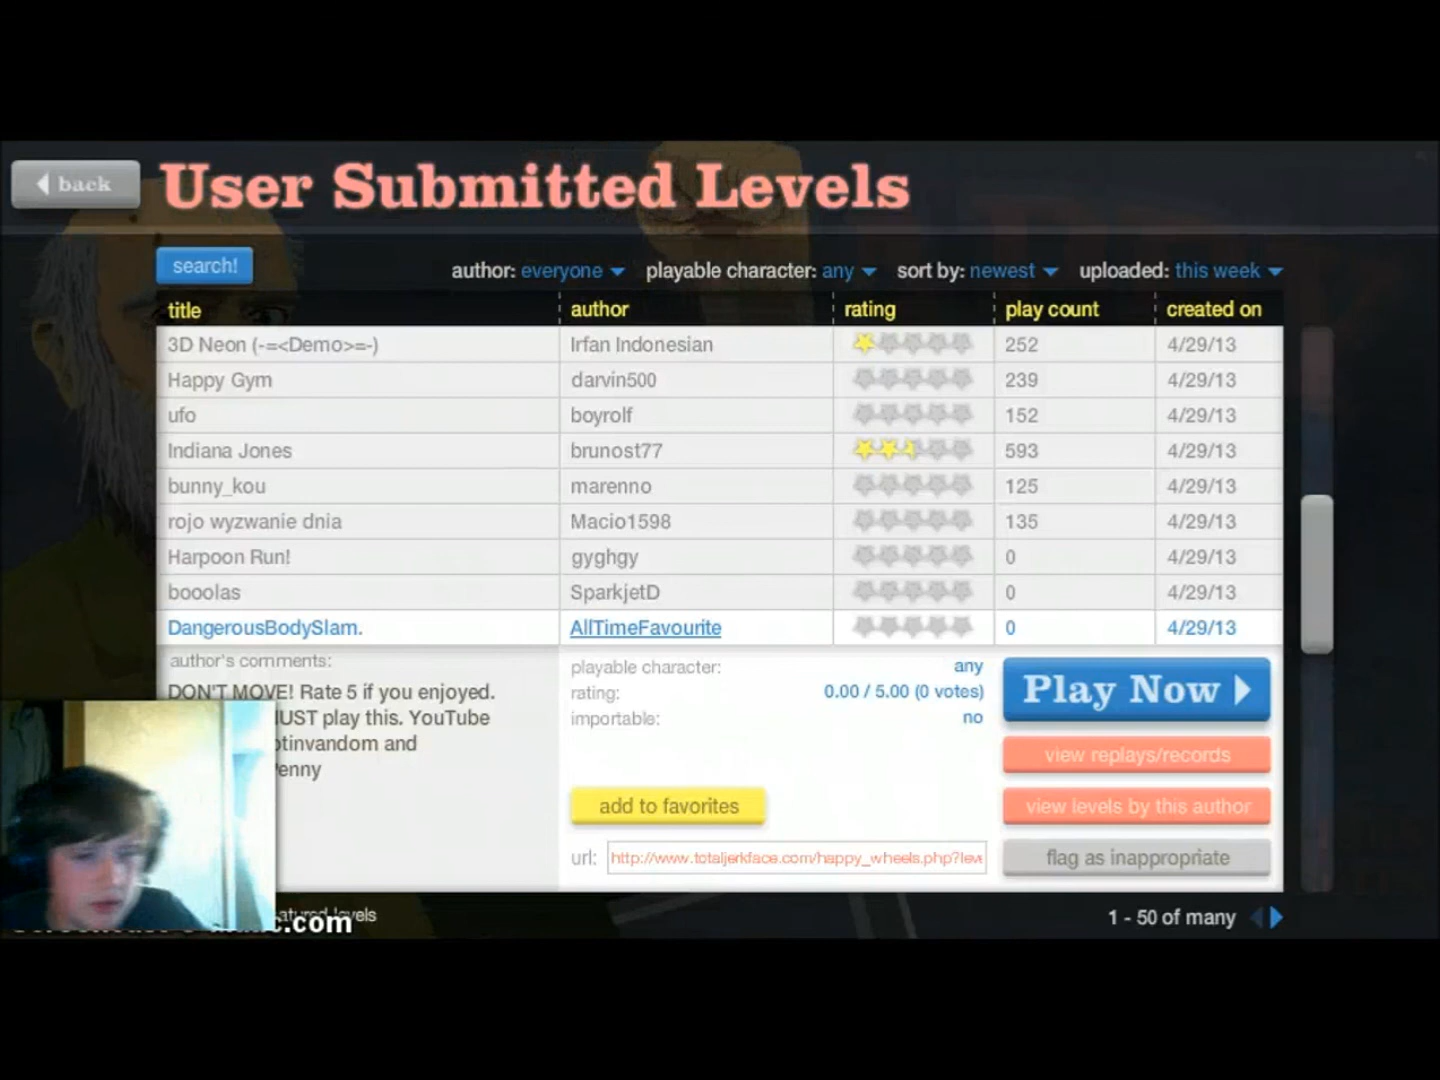 back
User Submitted Levels
search!
author: everyone playable character: any sort by: newest uploaded: this week
title author rating play count created on
3D Neon (-=<Demo>=-) Irfan Indonesian 252 4/29/13
Happy Gym darvin500 239 4/29/13
ufo boyrolf 152 4/29/13
Indiana Jones brunost77 593 4/29/13
bunny_kou marenno 125 4/29/13
rojo wyzwanie dnia Macio1598 135 4/29/13
Harpoon Run! gyghgy 0 4/29/13
booolas SparkjetD 0 4/29/13
DangerousBodySlam. AllTimeFavourite 0 4/29/13
author's comments:
DON'T MOVE! Rate 5 if you enjoyed.
play this. YouTube
and
playable character: any
rating: 0.00 / 5.00 (0 votes)
importable: no
Play Now
view replays/records
view levels by this author
flag as inappropriate
add to favorites
url: http://www.totaljerkface.com/happy_wheels.php?leve
levels
.com
1 - 50 of many